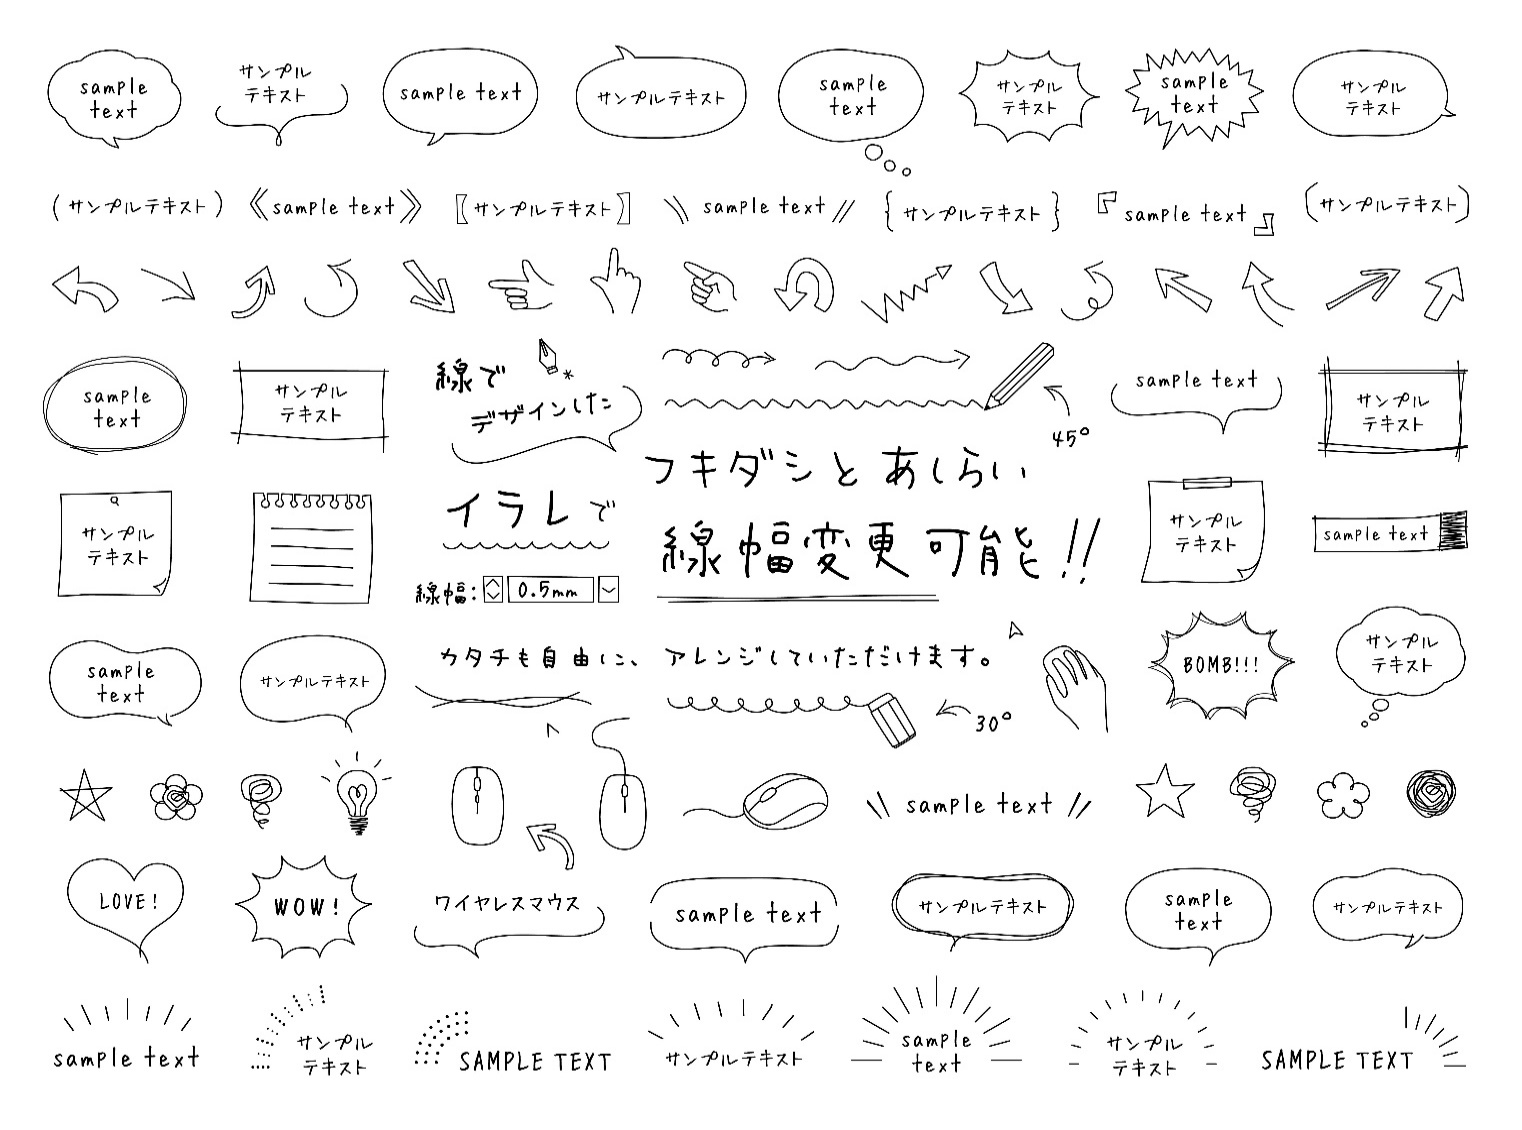 sample
text
サンプル
テキスト
sample text
サンプルテキスト
sample
text
サンプル
テキスト
sample
text
サンプル
テキスト
(サンプルテキスト)
《sample text》
【サンプルテキスト】
\\ sample text //
{サンプルテキスト}
『sample text』
(サンプルテキスト)
sample
text
サンプル
テキスト
線で
デザインした
45°
sample text
サンプル
テキスト
フキダシとあしらい
サンプル
テキスト
イラレで
線幅変更可能!!
サンプル
テキスト
sample text
線幅: 0.5mm
sample
text
サンプルテキスト
カタチも自由に、アレンジしていただけます。
BOMB!!!
サンプル
テキスト
30°
\\ sample text //
LOVE!
WOW!
ワイヤレスマウス
sample text
サンプルテキスト
sample
text
サンプルテキスト
sample text
サンプル
テキスト
SAMPLE TEXT
サンプルテキスト
sample
text
サンプル
テキスト
SAMPLE TEXT